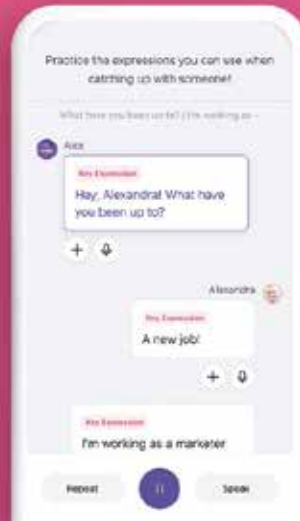 Practice the expressions you can use when
catching up with someone!
What have you been up to? | I'm working as
Key Expression
Hey, Alexandra! What have
you been up to?
Alexandra
Key Expression
A new job!
Key Expression
I'm working as a marketer
Repeat
Speak